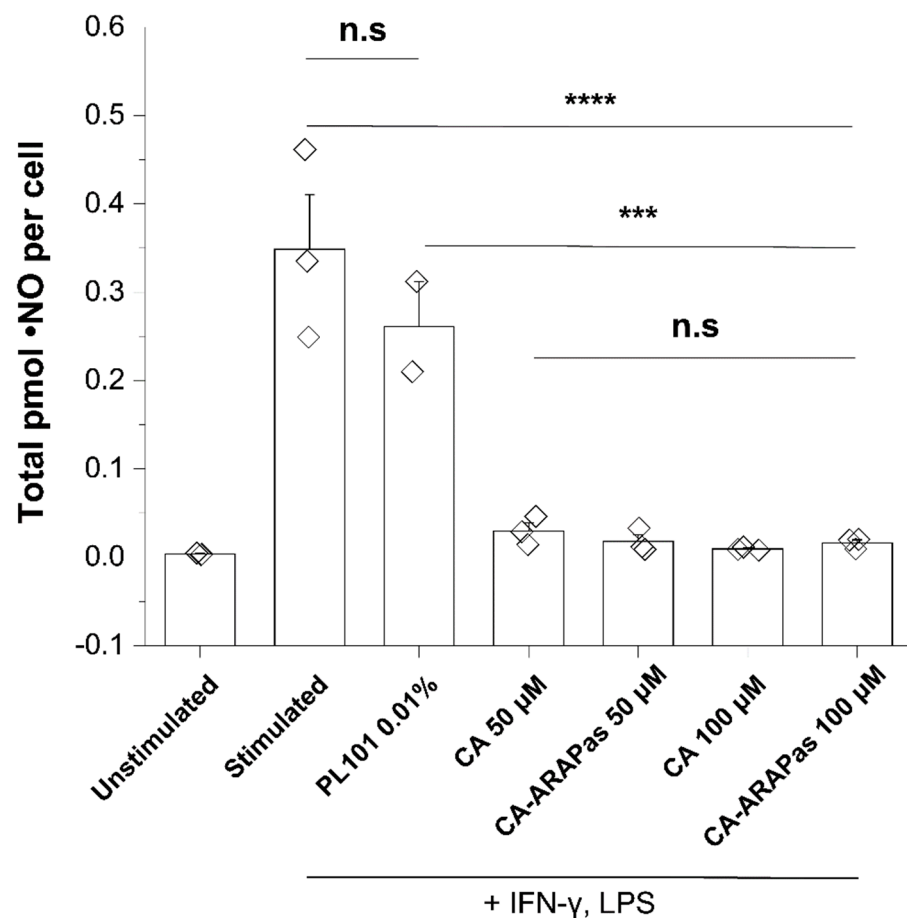 Total pmol •NO per cell
0.6
0.5
0.4
0.3
0.2
0.1
0.0
-0.1
n.s
****
***
n.s
Unstimulated
Stimulated
PL101 0.01%
CA 50 µM
CA-ARAPas 50 µM
CA 100 µM
CA-ARAPas 100 µM
+ IFN-γ, LPS